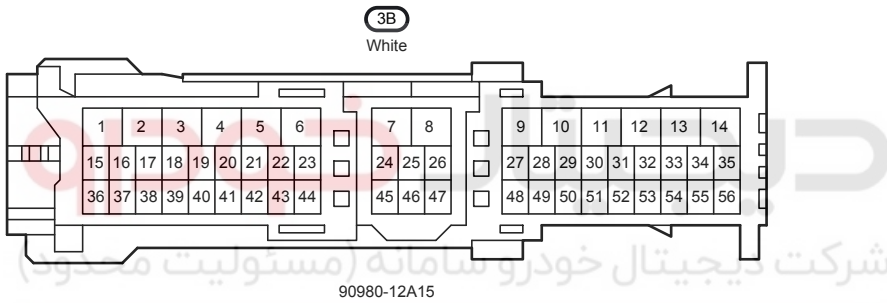 3B
White
1 2 3 4 5 6 7 8 9 10 11 12 13 14
15 16 17 18 19 20 21 22 23 24 25 26 27 28 29 30 31 32 33 34 35
36 37 38 39 40 41 42 43 44 45 46 47 48 49 50 51 52 53 54 55 56
دیجیتال خودرو
شرکت دیجیتال خودرو سامانه (مسئولیت محدود)
90980-12A15